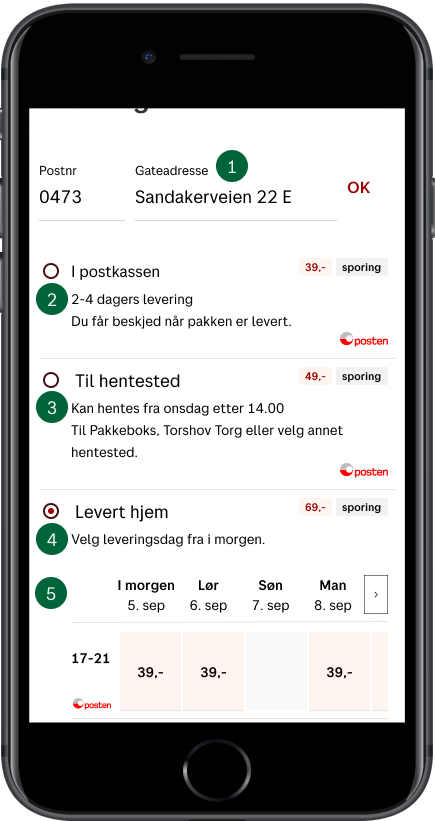 1
Postnr
Gateadresse
0473
Sandakerveien 22 E
OK
I postkassen
39,-
sporing
2
2-4 dagers levering
Du får beskjed når pakken er levert.
posten
Til hentested
49,-
sporing
3
Kan hentes fra onsdag etter 14.00
Til Pakkeboks, Torshov Torg eller velg annet
hentested.
posten
Levert hjem
69,-
sporing
4
Velg leveringsdag fra i morgen.
5
I morgen Lør Søn Man
5. sep 6. sep 7. sep 8. sep
>
17-21
39,- 39,- 39,-
posten